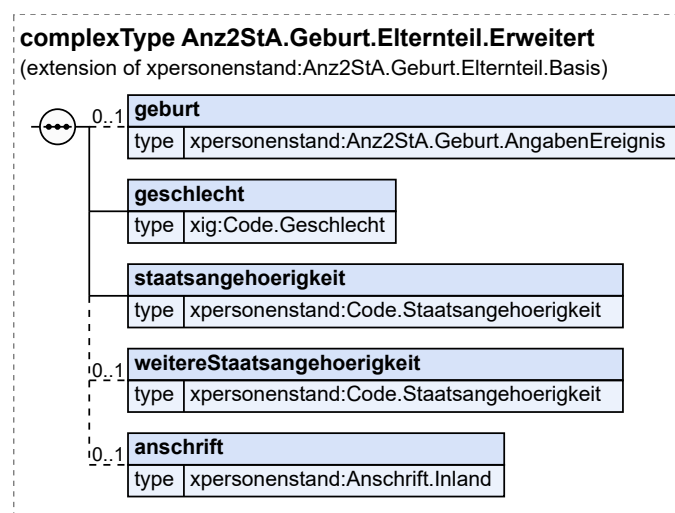 complexType Anz2StA.Geburt.Elternteil.Erweitert
(extension of xpersonenstand:Anz2StA.Geburt.Elternteil.Basis)
0..1 geburt
type xpersonenstand:Anz2StA.Geburt.AngabenEreignis
geschlecht
type xig:Code.Geschlecht
staatsangehoerigkeit
type xpersonenstand:Code.Staatsangehoerigkeit
0..1 weitereStaatsangehoerigkeit
type xpersonenstand:Code.Staatsangehoerigkeit
0..1 anschrift
type xpersonenstand:Anschrift.Inland